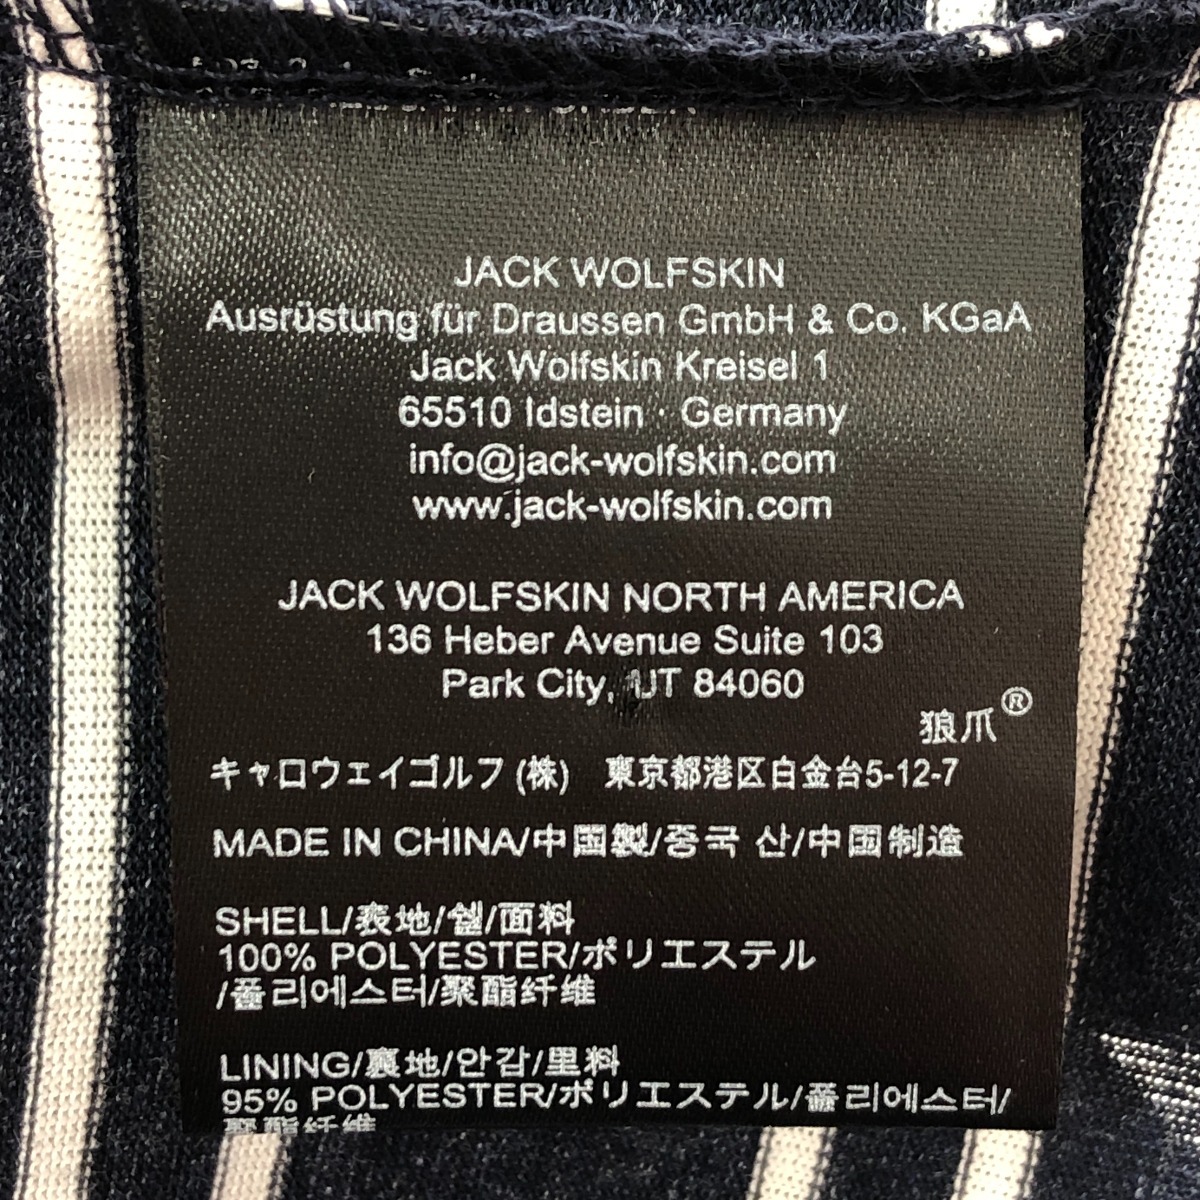 JACK WOLFSKIN
Ausrüstung für Draussen GmbH & Co. KGaA
Jack Wolfskin Kreisel 1
65510 Idstein · Germany
info@jack-wolfskin.com
www.jack-wolfskin.com
JACK WOLFSKIN NORTH AMERICA
136 Heber Avenue Suite 103
Park City, UT 84060
狼爪®
キャロウェイゴルフ(株) 東京都港区白金台5-12-7
MADE IN CHINA/中国製/중국 산/中国制造
SHELL/表地/쉘/面料
100% POLYESTER/ポリエステル
/폴리에스터/聚酯纤维
LINING/裏地/안감/里料
95% POLYESTER/ポリエステル/폴리에스터/
聚酯纤维